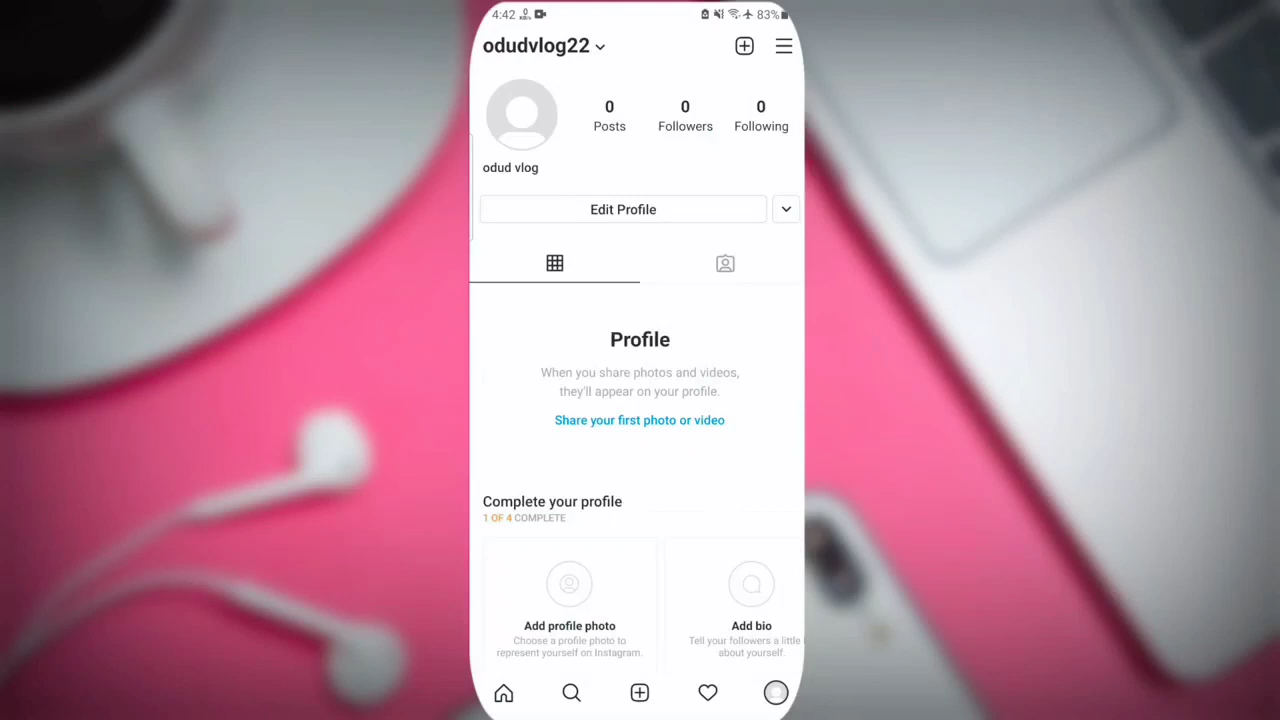 4:42 0 KB/s 83%
odudvlog22
0 0 0
Posts Followers Following
odud vlog
Edit Profile
Profile
When you share photos and videos,
they'll appear on your profile.
Share your first photo or video
Complete your profile
1 OF 4 COMPLETE
Add profile photo Add bio
Choose a profile photo to Tell your followers a little
represent yourself on Instagram. about yourself.